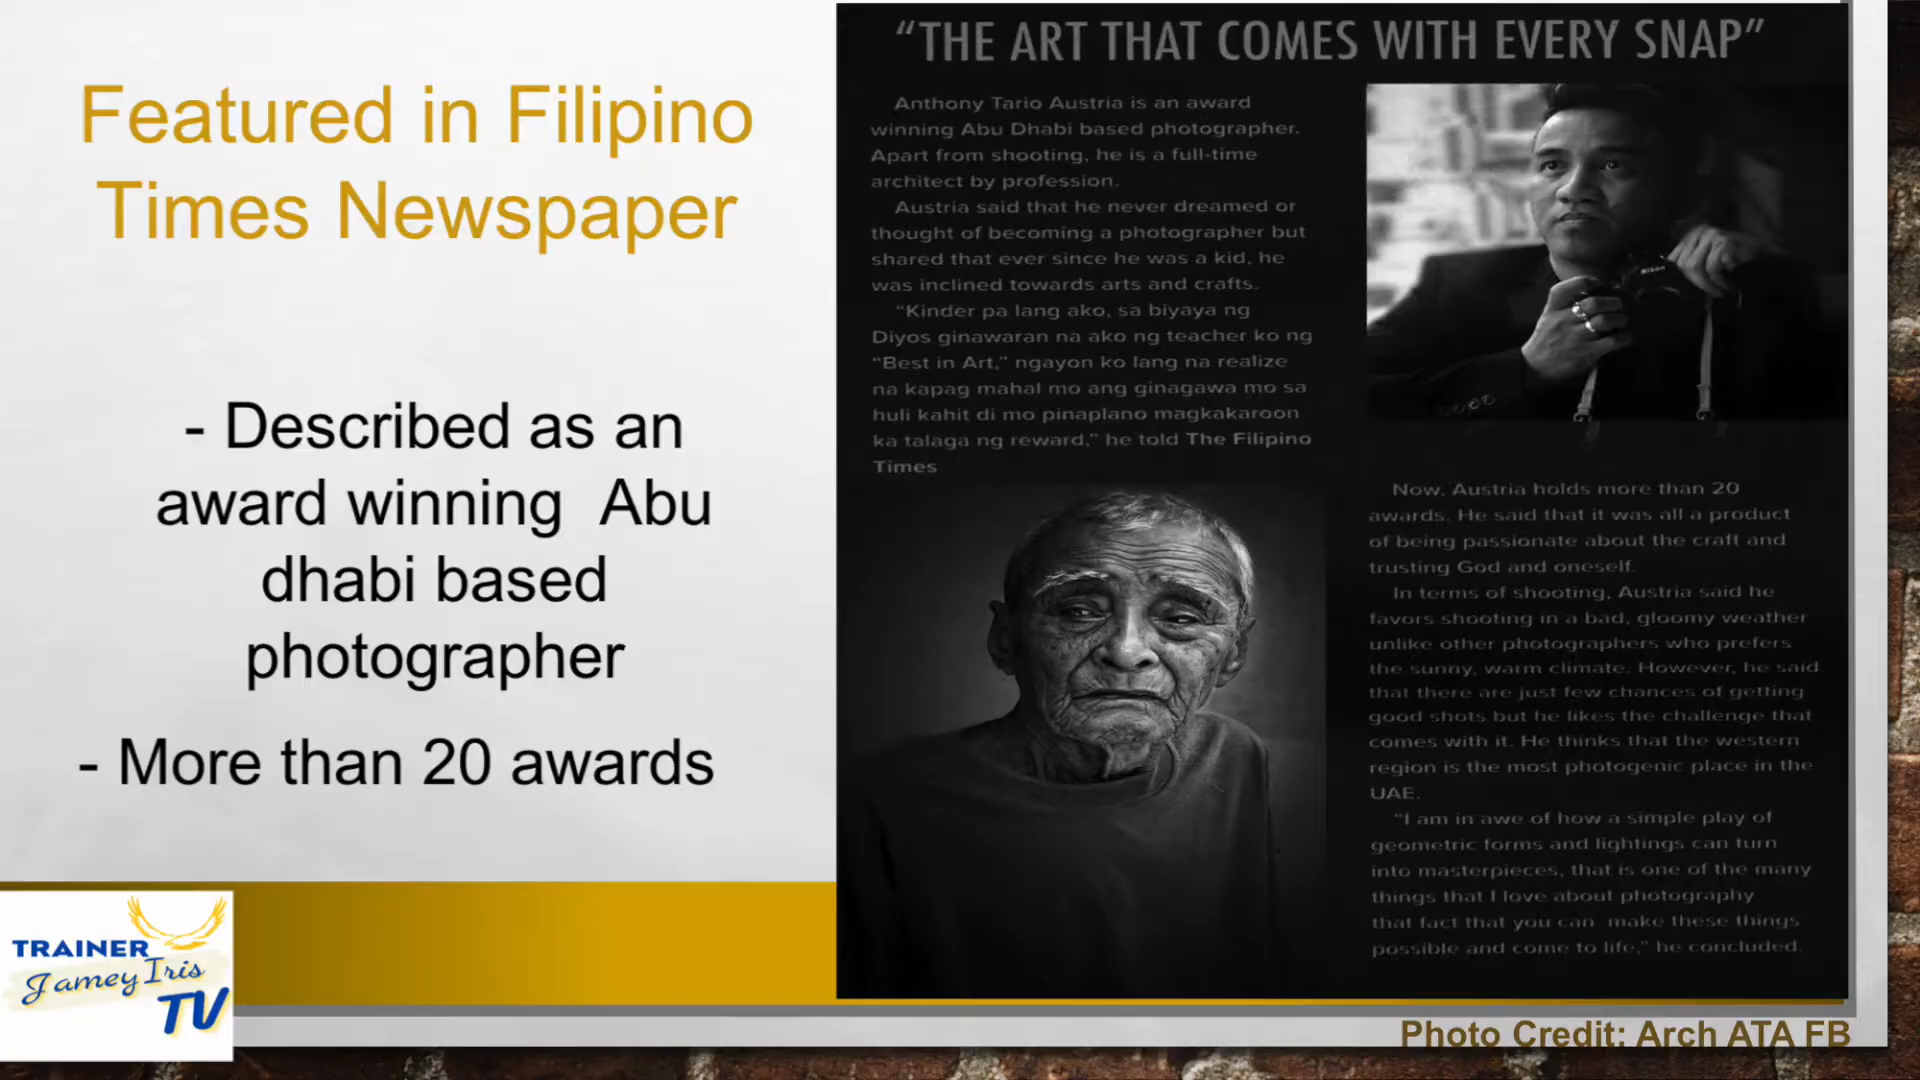 Featured in Filipino
Times Newspaper
- Described as an
award winning Abu
dhabi based
photographer
- More than 20 awards
“THE ART THAT COMES WITH EVERY SNAP”
Anthony Tario Austria is an award
winning Abu Dhabi based photographer.
Apart from shooting, he is a full-time
architect by profession.
Austria said that he never dreamed or
thought of becoming a photographer but
shared that ever since he was a kid, he
was inclined towards arts and crafts.
“Kinder pa lang ako, sa biyaya ng
Diyos ginawaran na ako ng teacher ko ng
“Best in Art,” ngayon ko lang na realize
na kapag mahal mo ang ginagawa mo sa
huli kahit di mo pinaplano magkakaroon
ka talaga ng reward,” he told The Filipino
Times
Nikon
Now, Austria holds more than 20
awards. He said that it was all a product
of being passionate about the craft and
trusting God and oneself.
In terms of shooting, Austria said he
favors shooting in a bad, gloomy weather
unlike other photographers who prefers
the sunny, warm climate. However, he said
that there are just few chances of getting
good shots but he likes the challenge that
comes with it. He thinks that the western
region is the most photogenic place in the
UAE.
“I am in awe of how a simple play of
geometric forms and lightings can turn
into masterpieces, that is one of the many
things that I love about photography
that fact that you can make these things
possible and come to life,” he concluded.
TRAINER
Jamey Iris
TV
Photo Credit: Arch ATA FB